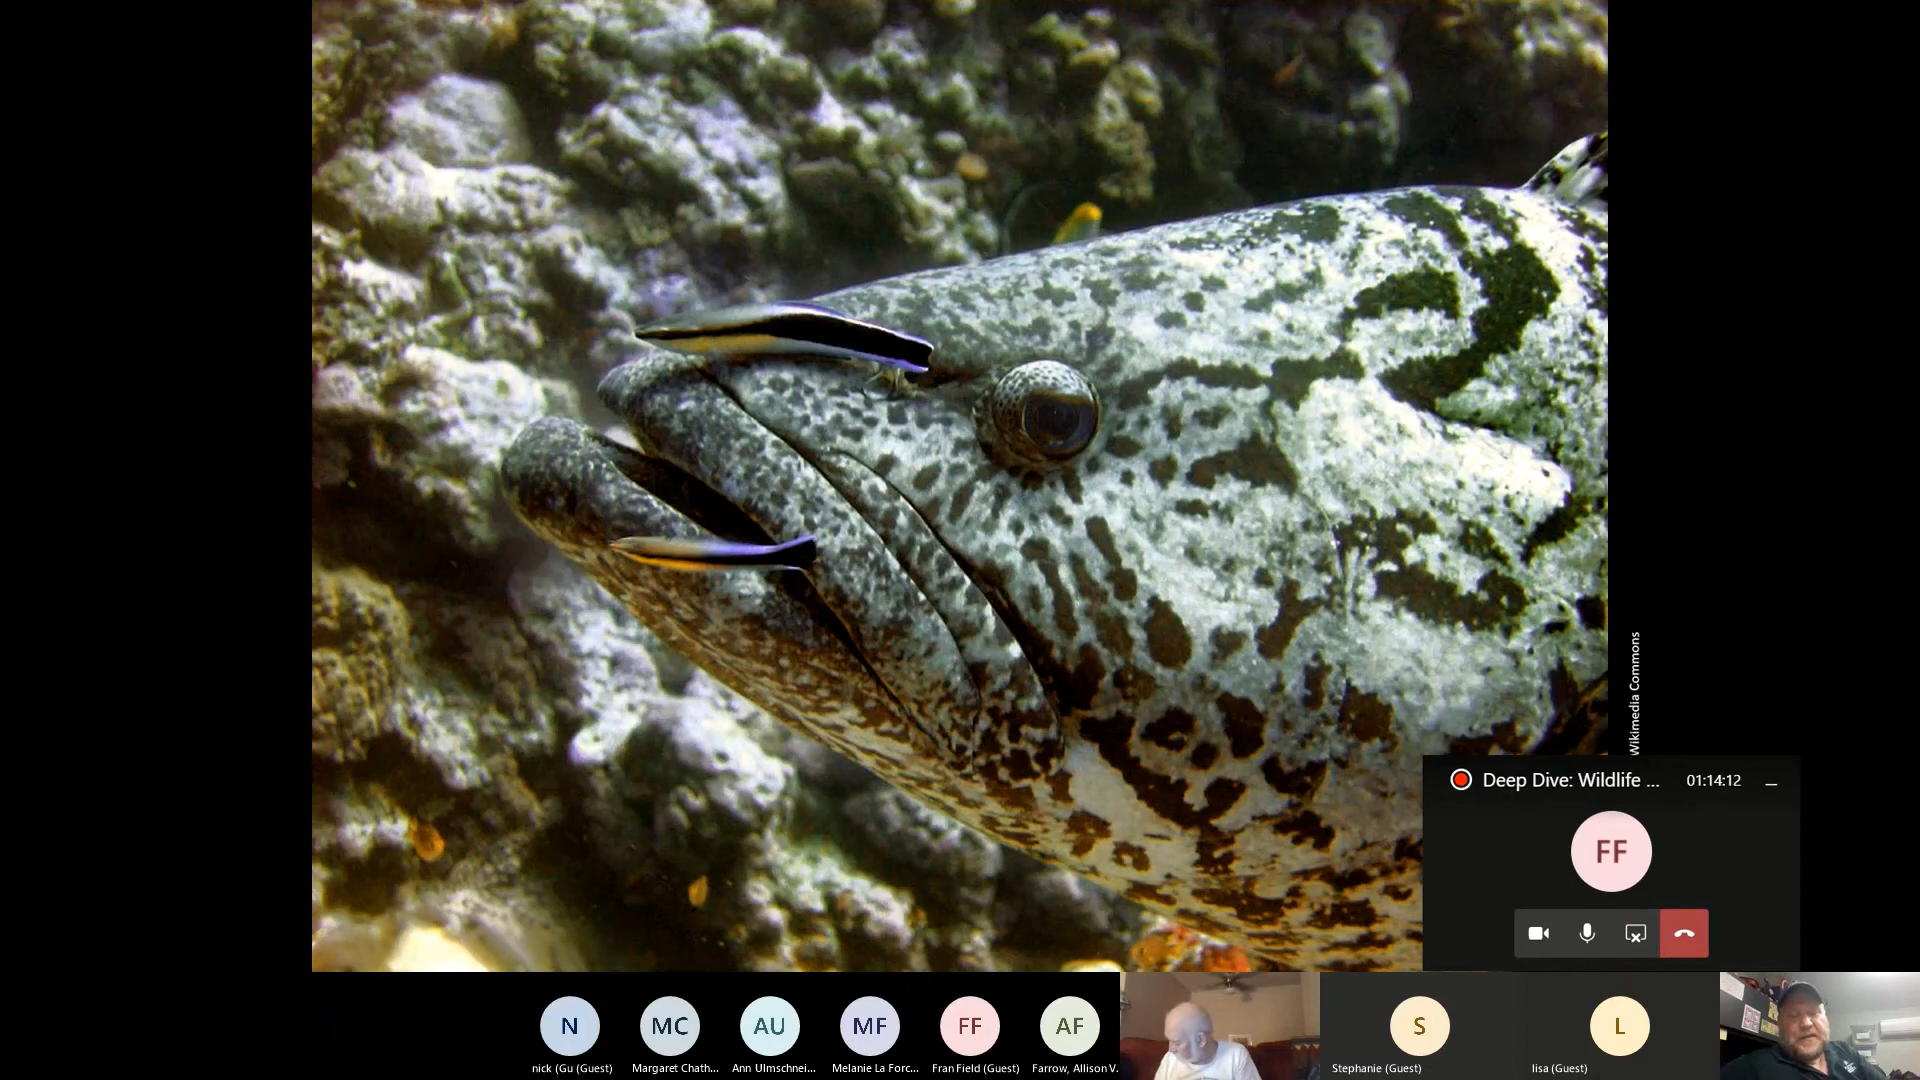 Wikimedia Commons
Deep Dive: Wildlife ...
01:14:12
FF
N
MC
AU
MF
FF
AF
S
L
nick (Gu (Guest)
Margaret Chath...
Ann Ulmschnei...
Melanie La Forc...
Fran Field (Guest)
Farrow, Allison V.
Stephanie (Guest)
lisa (Guest)